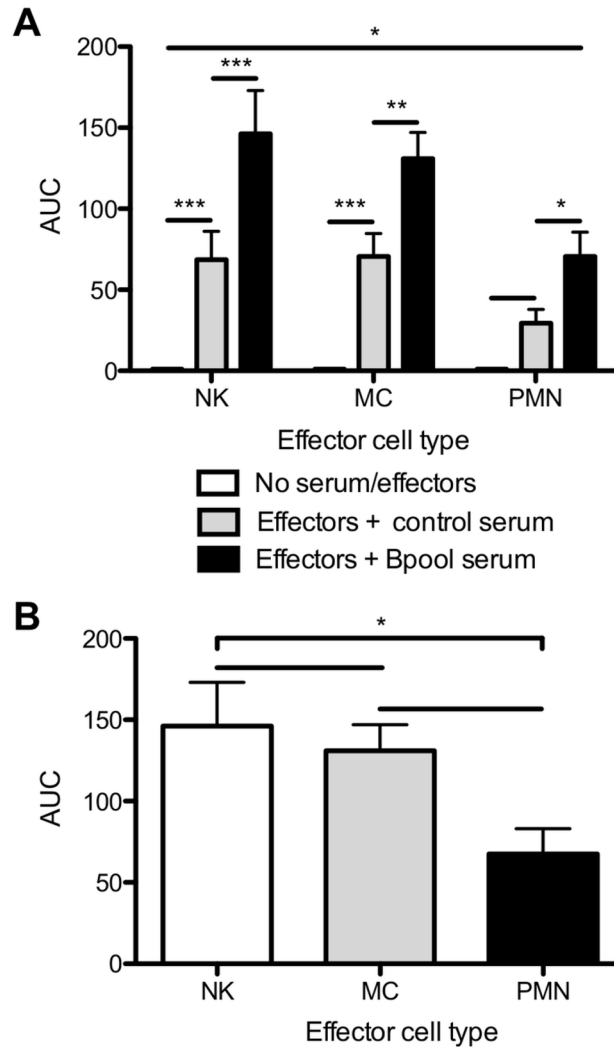 A
*
200
***
150
**
***
***
*
AUC
100
50
0
NK MC PMN
Effector cell type
No serum/effectors
Effectors + control serum
Effectors + Bpool serum
B
200
*
150
AUC
100
50
0
NK MC PMN
Effector cell type